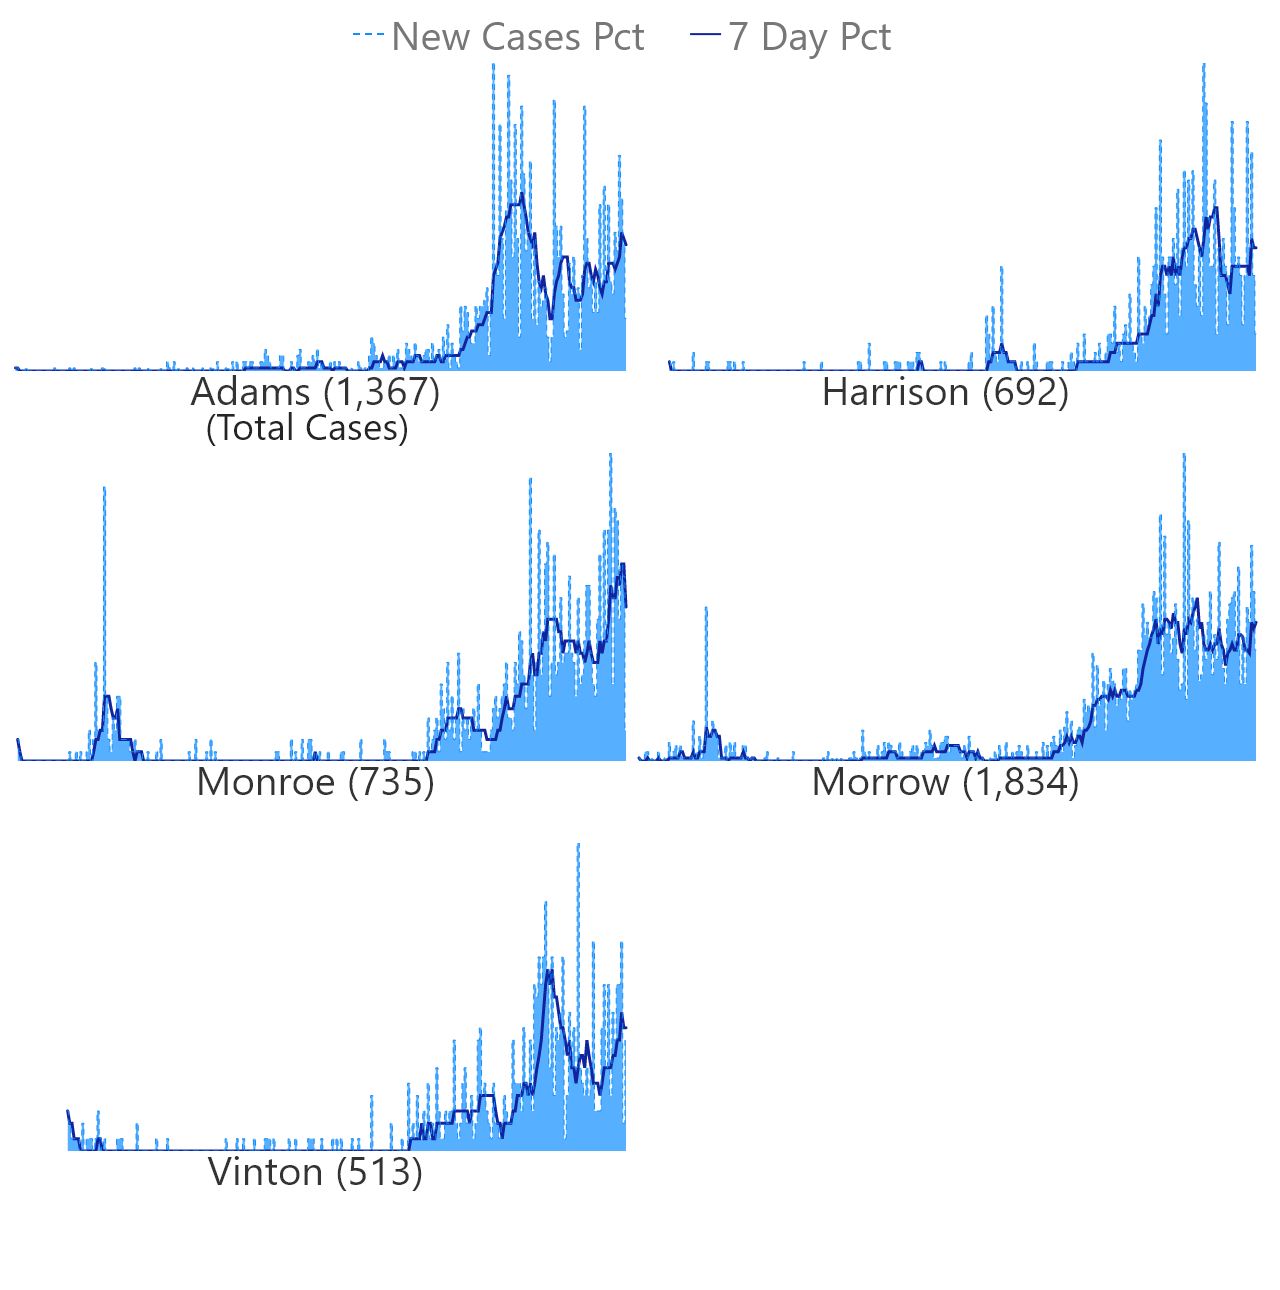 New Cases Pct 7 Day Pct
Adams (1,367) Harrison (692)
(Total Cases)
Monroe (735) Morrow (1,834)
Vinton (513)